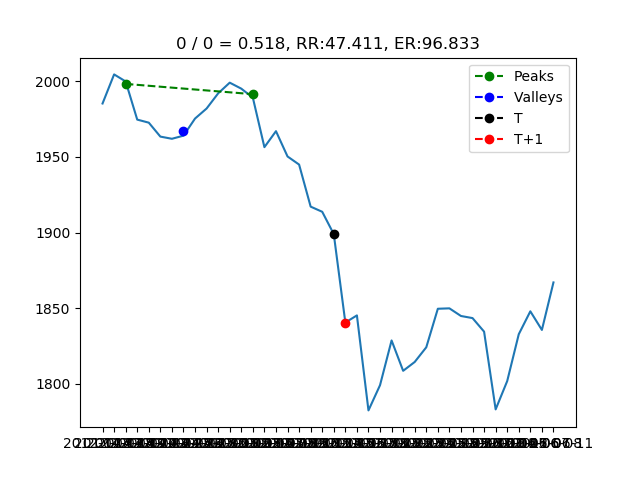 0 / 0 = 0.518, RR:47.411, ER:96.833
Peaks
Valleys
T
T+1
2000
1950
1900
1850
1800